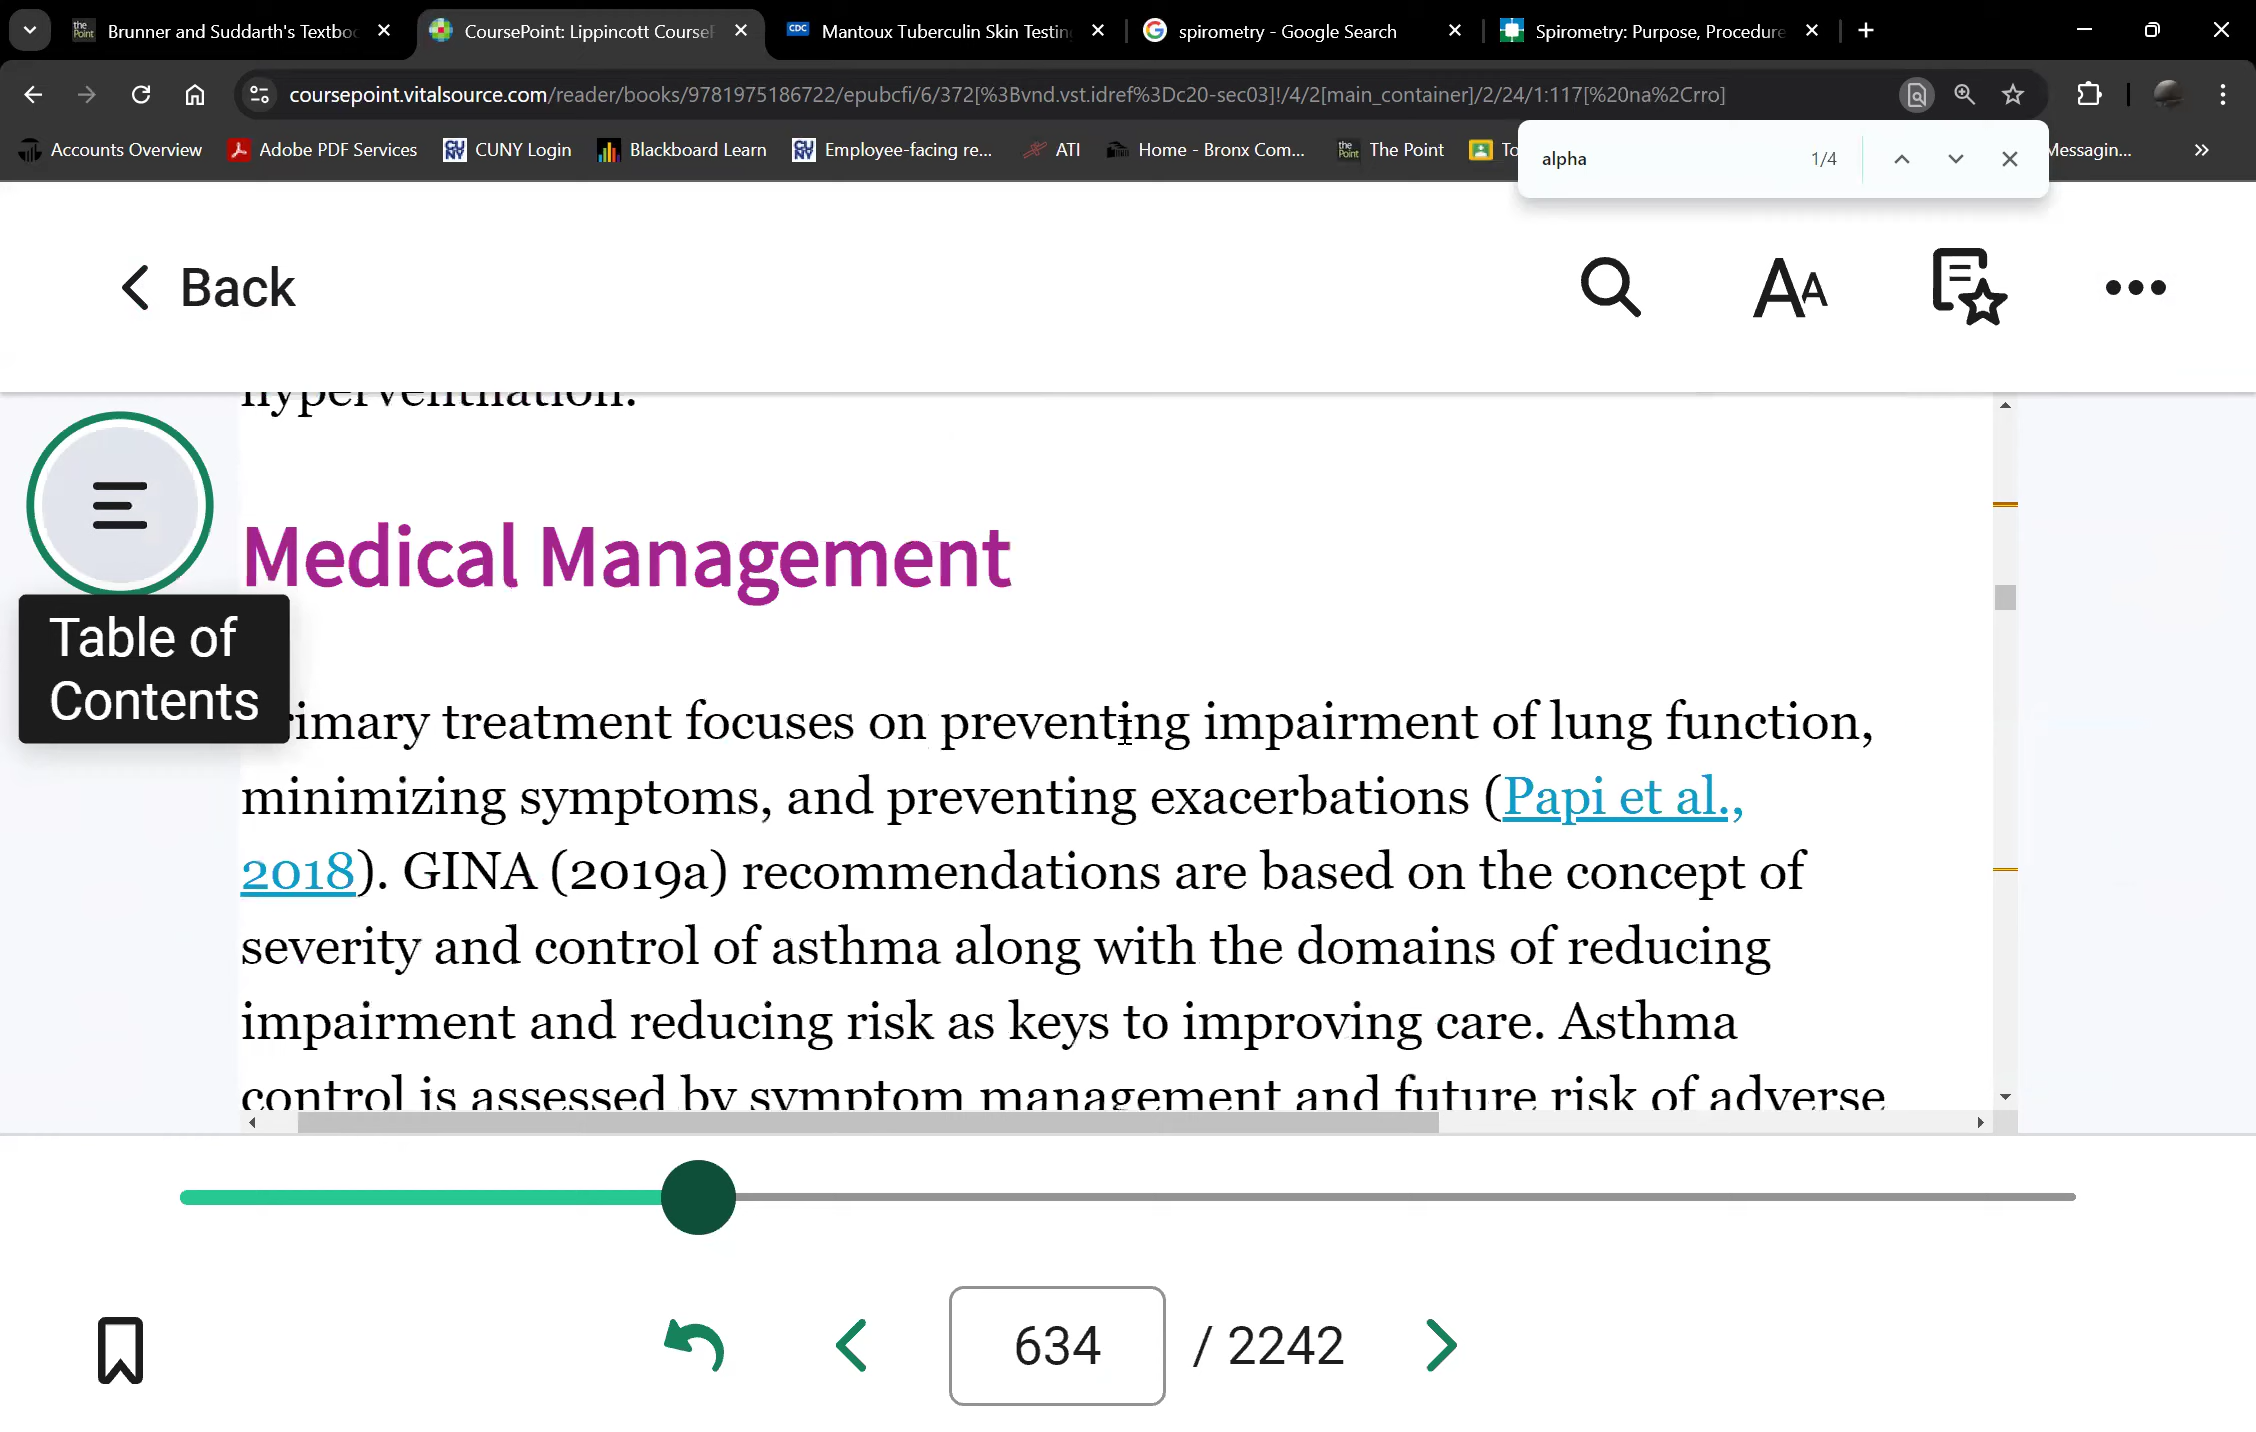 Brunner and Suddarth's Textbo
CoursePoint: Lippincott CourseP
CDC
Mantoux Tuberculin Skin Testing
spirometry - Google Search
Spirometry: Purpose, Procedure
coursepoint.vitalsource.com/reader/books/9781975186722/epubcfi/6/372[%3Bvnd.vst.idref%3Dc20-sec03]!/4/2[main_container]/2/24/1:117[%20na%2Crro]
Accounts Overview
Adobe PDF Services
CUNY Login
Blackboard Learn
Employee-facing re...
ATI
Home - Bronx Com...
The Point
To
Messagin...
alpha
1/4
Back
hyperventilation.
Medical Management
Table of
Contents
rimary treatment focuses on preventing impairment of lung function,
minimizing symptoms, and preventing exacerbations (Papi et al.,
2018). GINA (2019a) recommendations are based on the concept of
severity and control of asthma along with the domains of reducing
impairment and reducing risk as keys to improving care. Asthma
control is assessed by symptom management and future risk of adverse
634 / 2242